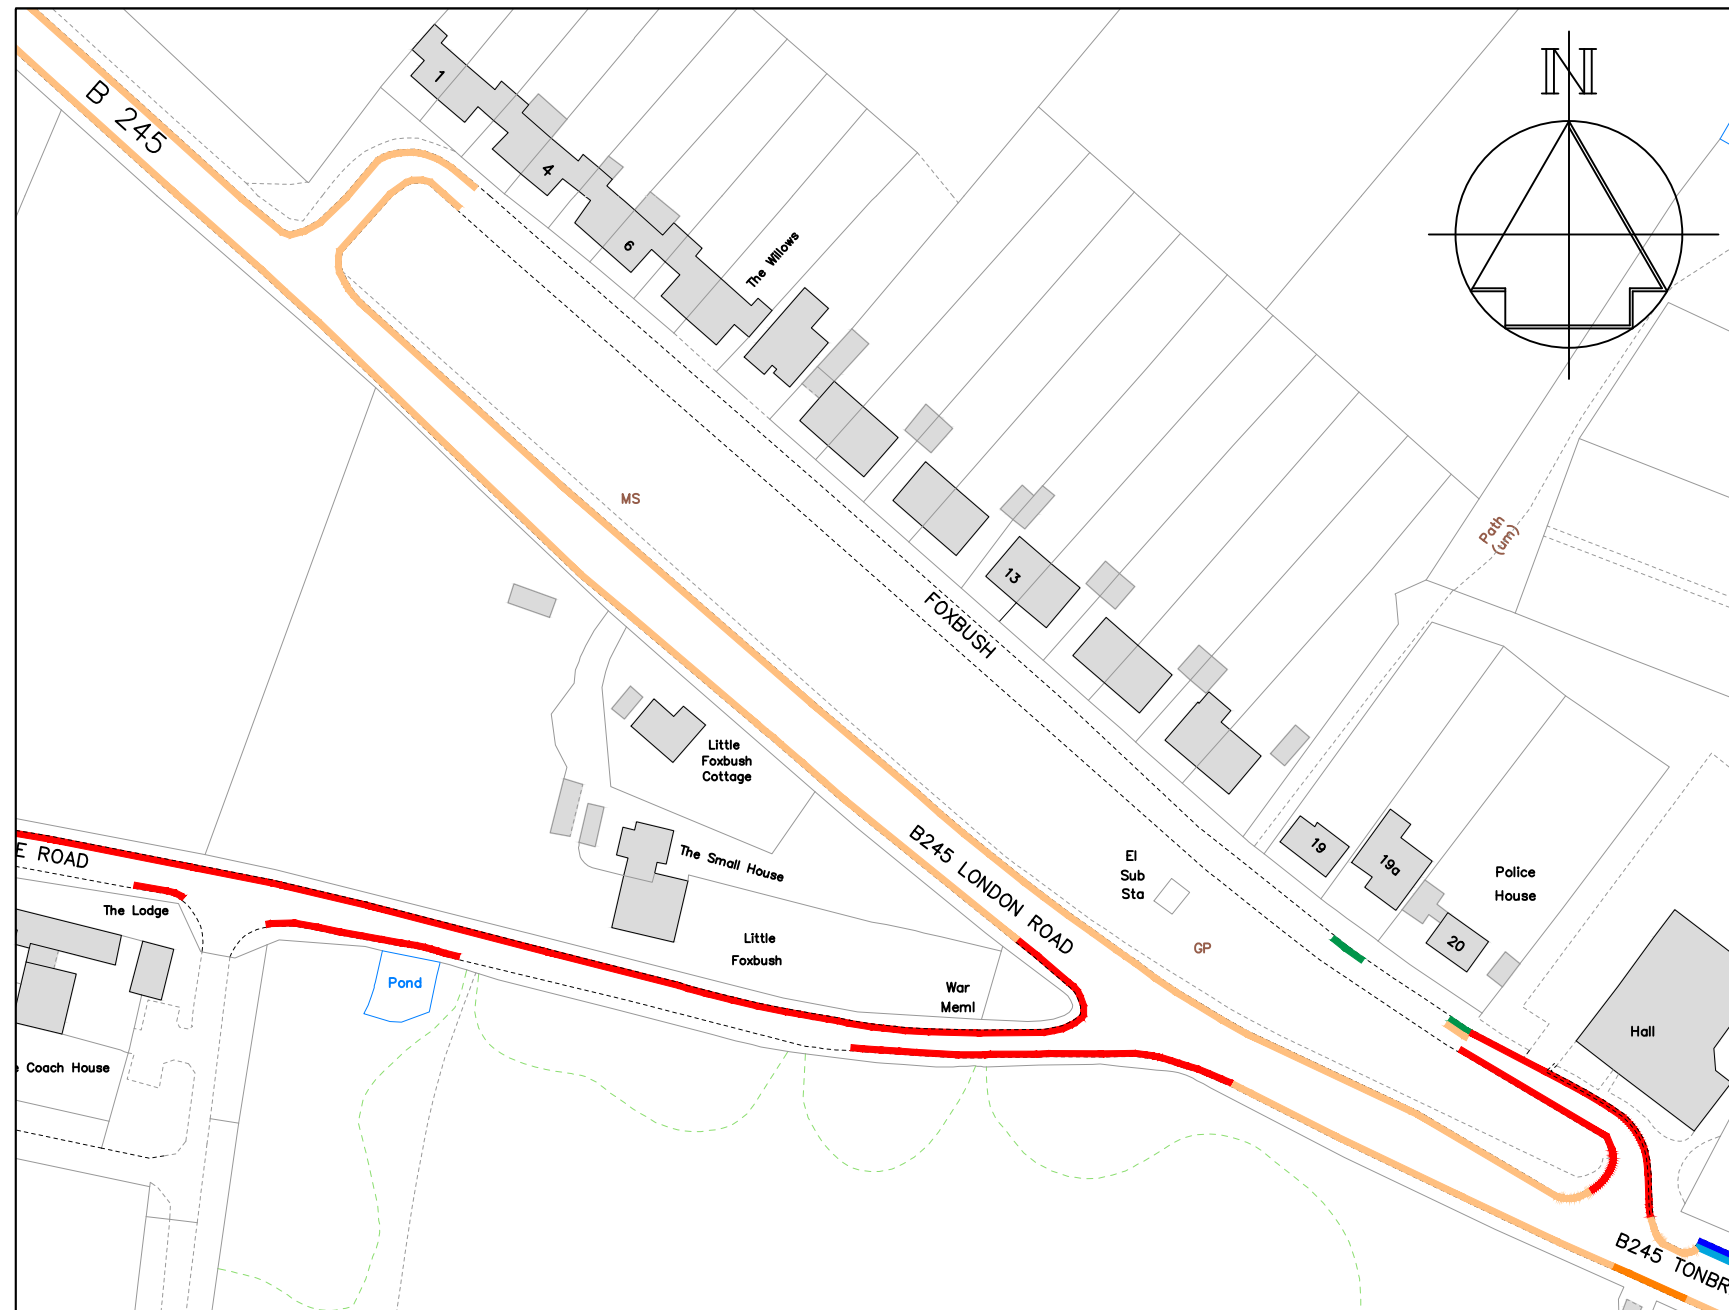 B 245
N
1
4
6
The Willows
MS
Path
(um)
13
FOXBUSH
Little
Foxbush
Cottage
B245 LONDON ROAD
The Small House
E ROAD
The Lodge
El
Sub
Sta
19
19a
Police
House
20
GP
Little
Foxbush
War
Meml
Pond
Hall
Coach House
B245 TONBR